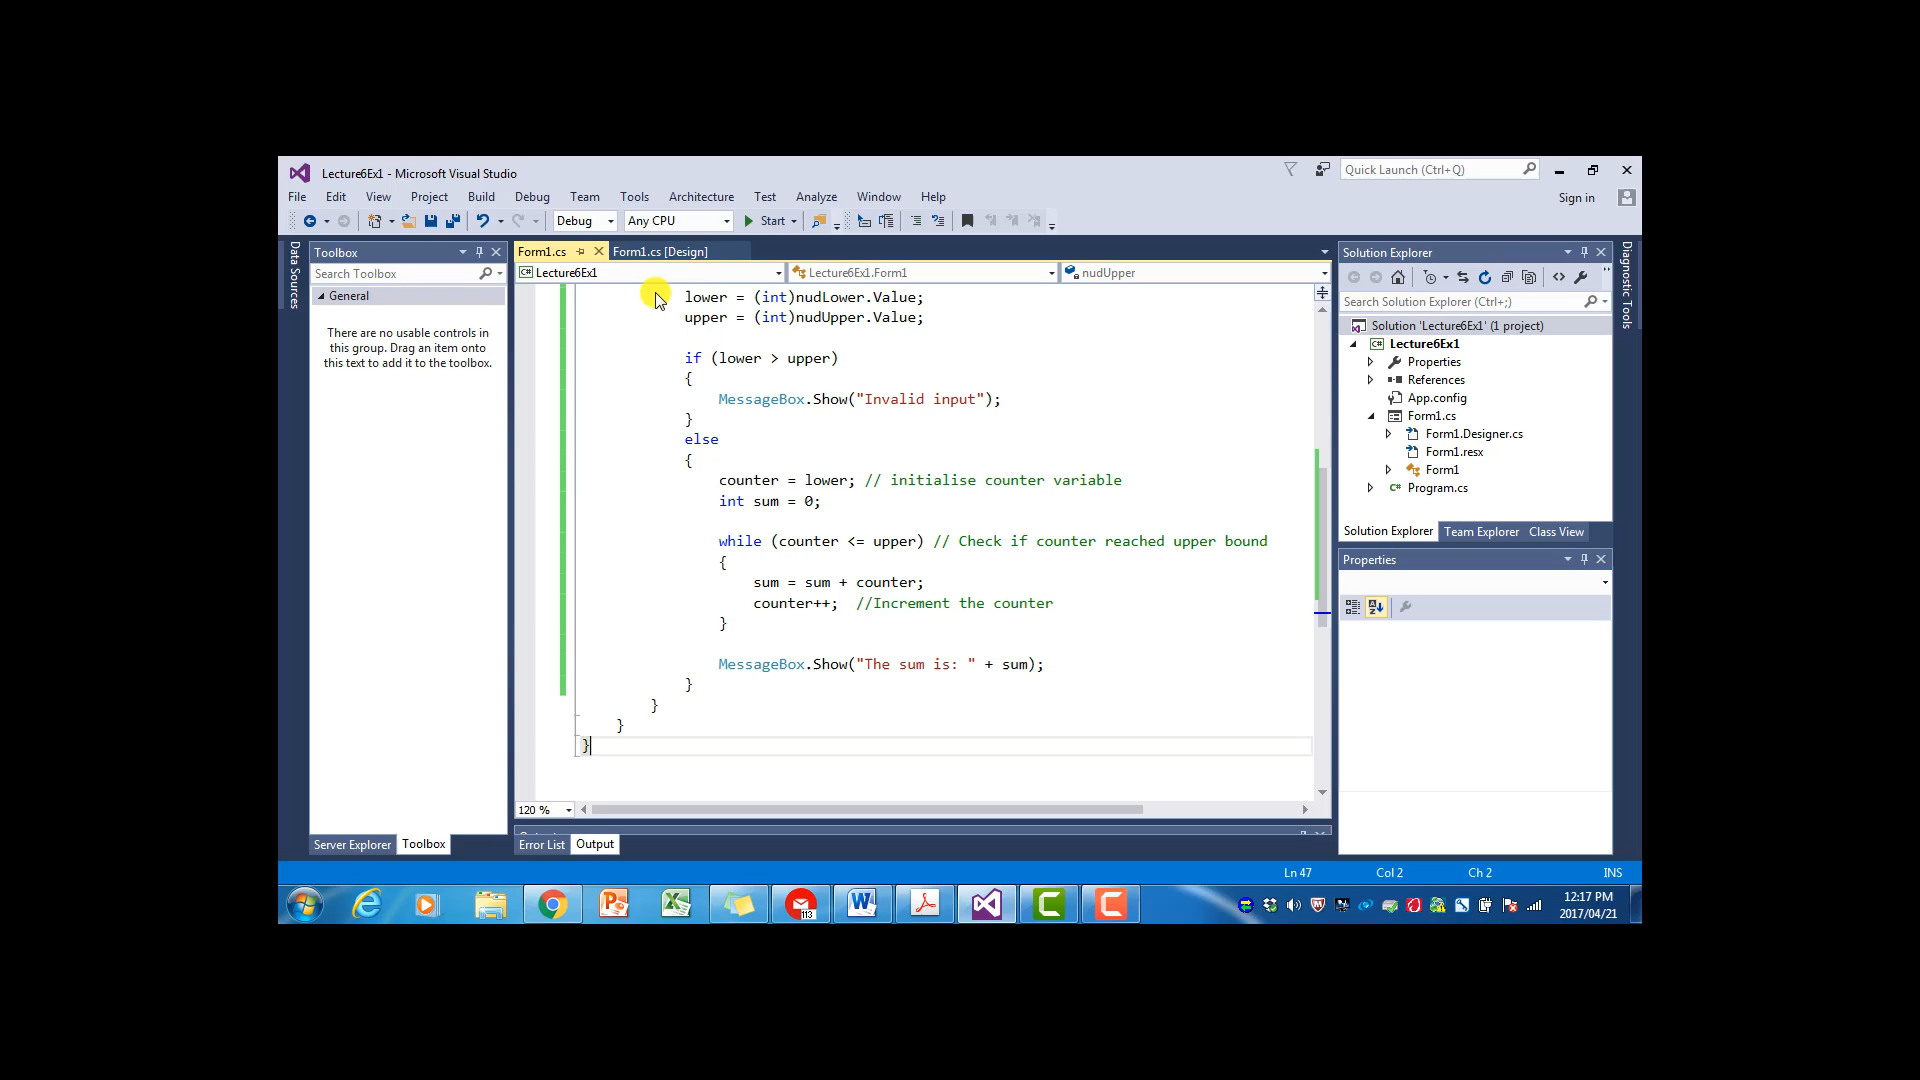 Lecture6Ex1 - Microsoft Visual Studio
Quick Launch (Ctrl+Q)
File Edit View Project Build Debug Team Tools Architecture Test Analyze Window Help
Sign in
Debug Any CPU Start
Data Sources
Toolbox
Search Toolbox
General
There are no usable controls in
this group. Drag an item onto
this text to add it to the toolbox.
Server Explorer Toolbox
Form1.cs Form1.cs [Design]
Lecture6Ex1 Lecture6Ex1.Form1 nudUpper
lower = (int)nudLower.Value;
upper = (int)nudUpper.Value;
if (lower > upper)
{
MessageBox.Show("Invalid input");
}
else
{
counter = lower; // initialise counter variable
int sum = 0;
while (counter <= upper) // Check if counter reached upper bound
{
sum = sum + counter;
counter++; //Increment the counter
}
MessageBox.Show("The sum is: " + sum);
}
}
}
}
120 %
Error List Output
Solution Explorer
Search Solution Explorer (Ctrl+;)
Solution 'Lecture6Ex1' (1 project)
Lecture6Ex1
Properties
References
App.config
Form1.cs
Form1.Designer.cs
Form1.resx
Form1
Program.cs
Solution Explorer Team Explorer Class View
Properties
Diagnostic Tools
Ln 47 Col 2 Ch 2 INS
113
12:17 PM
2017/04/21